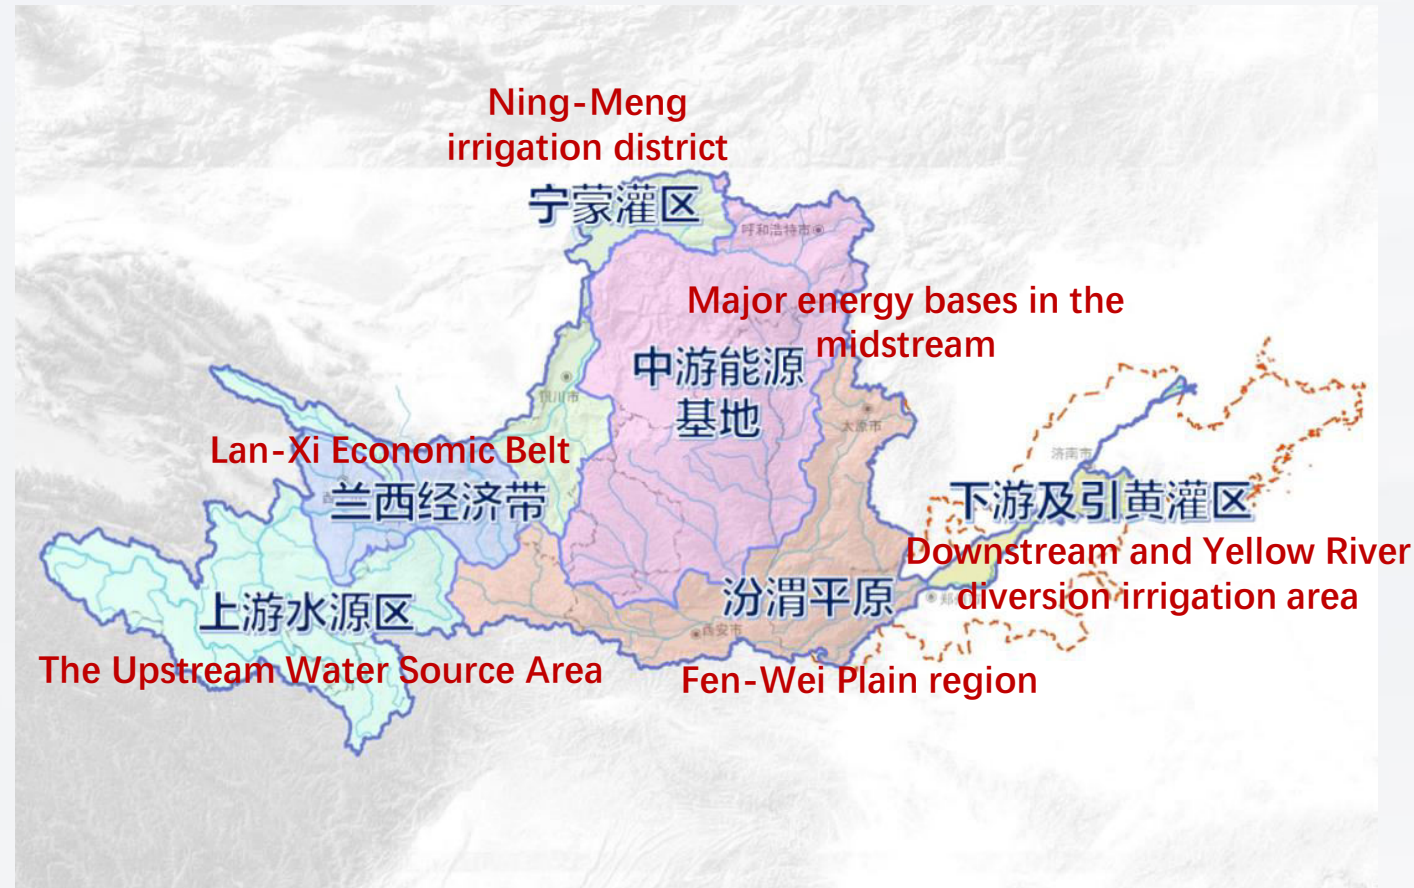 Ning-Meng
irrigation district
宁蒙灌区
呼和浩特市
Major energy bases in the
midstream
中游能源
基地
银川市
太原市
Lan-Xi Economic Belt
兰西经济带
济南市
下游及引黄灌区
Downstream and Yellow River
diversion irrigation area
上游水源区
汾渭平原
西安市
The Upstream Water Source Area
Fen-Wei Plain region